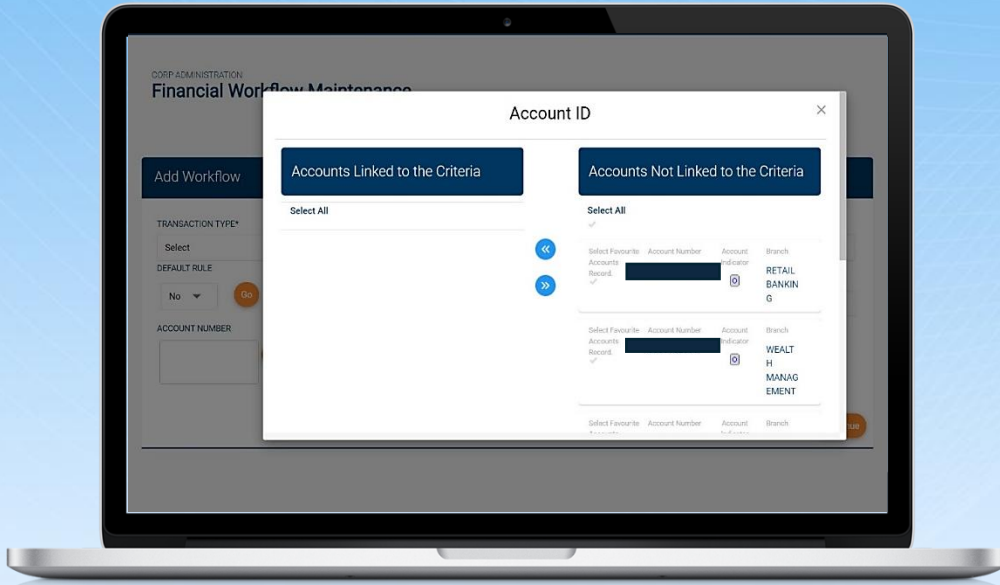 CORP ADMINISTRATION
Financial Workflow Maintenance
Account ID
Add Workflow
Accounts Linked to the Criteria
Accounts Not Linked to the Criteria
TRANSACTION TYPE*
Select All
Select All
Select
DEFAULT RULE
No
Go
ACCOUNT NUMBER
Select Favourite
Accounts
Record.
Account Number
Account
Indicator
O
Branch
RETAIL
BANKIN
G
Select Favourite
Accounts
Record.
Account Number
Account
Indicator
O
Branch
WEALT
H
MANAG
EMENT
Select Favourite
Account Number
Account
Branch